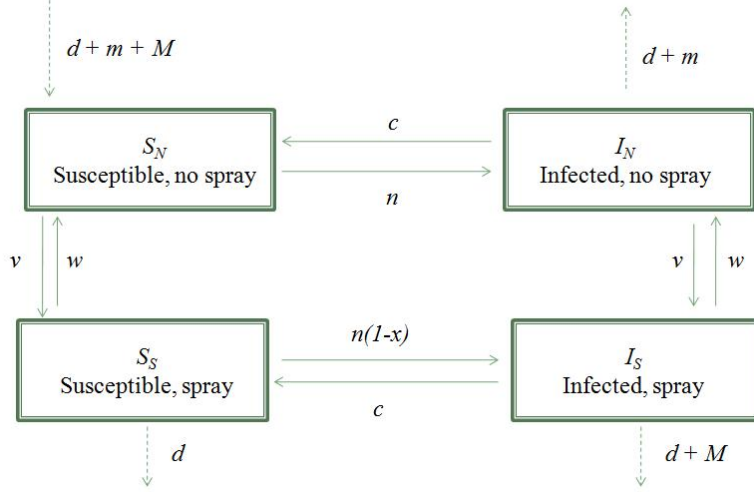 d + m + M
d + m
S_N
Susceptible, no spray
c
n
I_N
Infected, no spray
v
w
v
w
S_S
Susceptible, spray
n(1-x)
c
I_S
Infected, spray
d
d + M